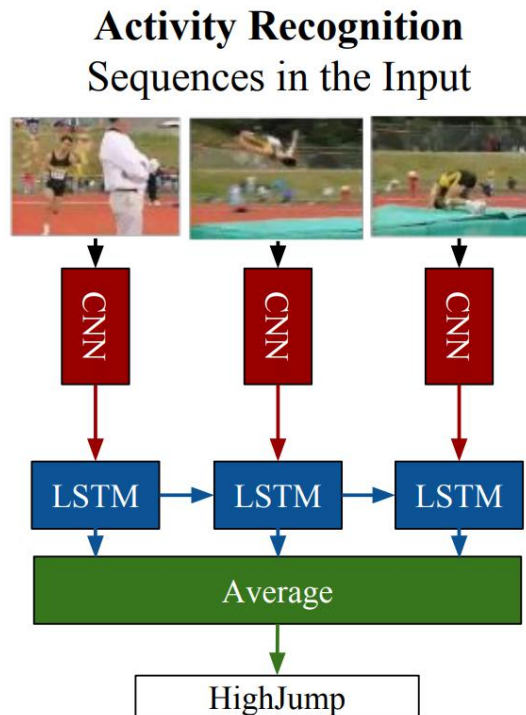 Activity Recognition
Sequences in the Input
CNN
CNN
CNN
LSTM
LSTM
LSTM
Average
HighJump